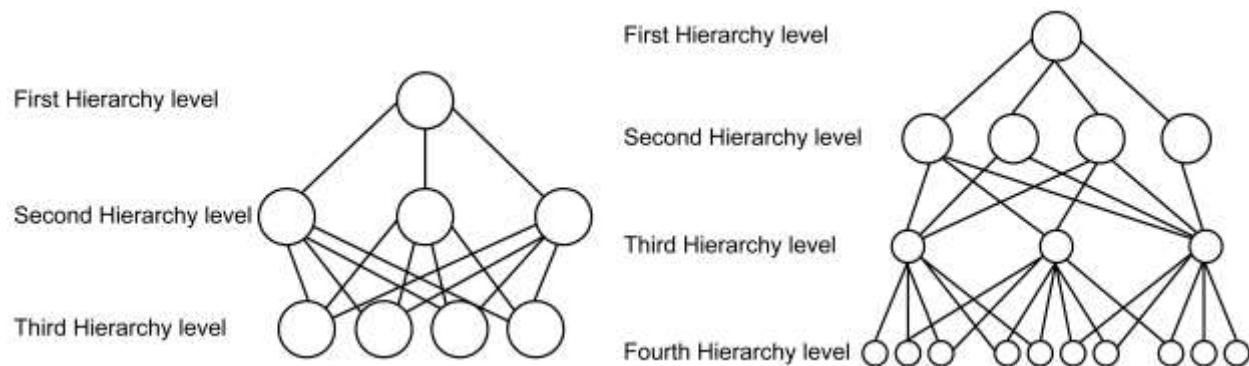 First Hierarchy level
Second Hierarchy level
Third Hierarchy level
First Hierarchy level
Second Hierarchy level
Third Hierarchy level
Fourth Hierarchy level